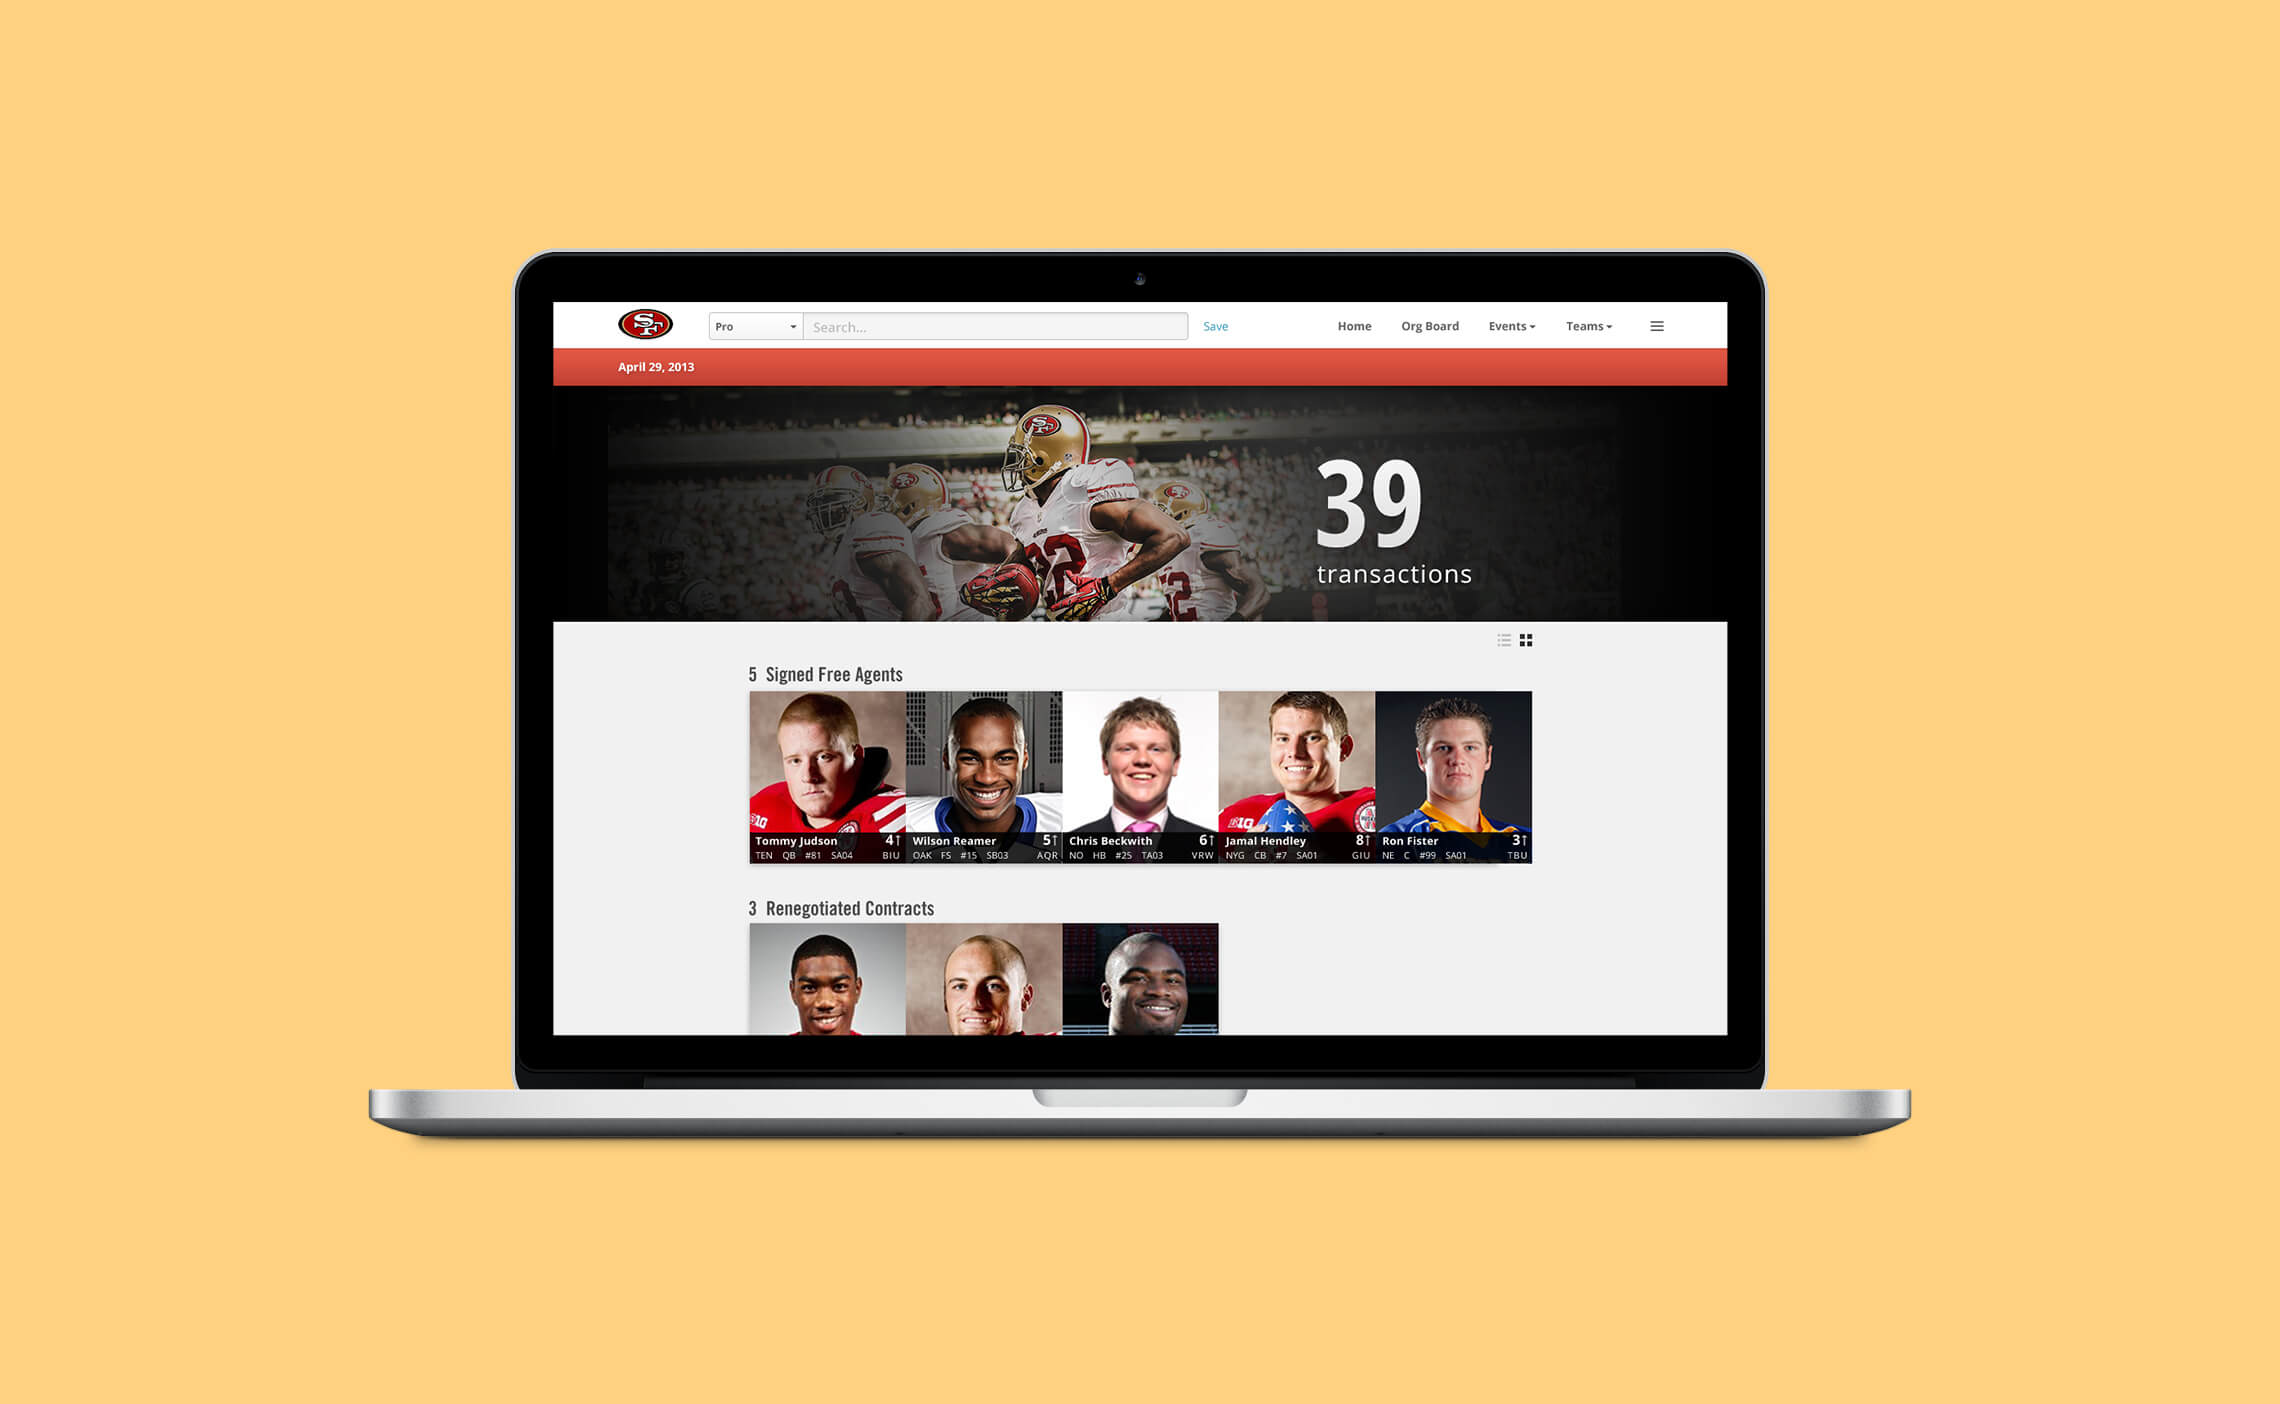 SF
Pro
Search...
Save
Home
Org Board
Events
Teams
April 29, 2013
SF
49ERS
39
transactions
5 Signed Free Agents
Tommy Judson 4↑
TEN QB #81 SA04 BIU
Wilson Reamer 5↑
OAK FS #15 SB03 AQR
Chris Beckwith 6↑
NO HB #25 TA03 VRW
Jamal Hendley 8↑
NYG CB #7 SA01 GIU
Ron Fister 3↑
NE C #99 SA01 TBU
3 Renegotiated Contracts